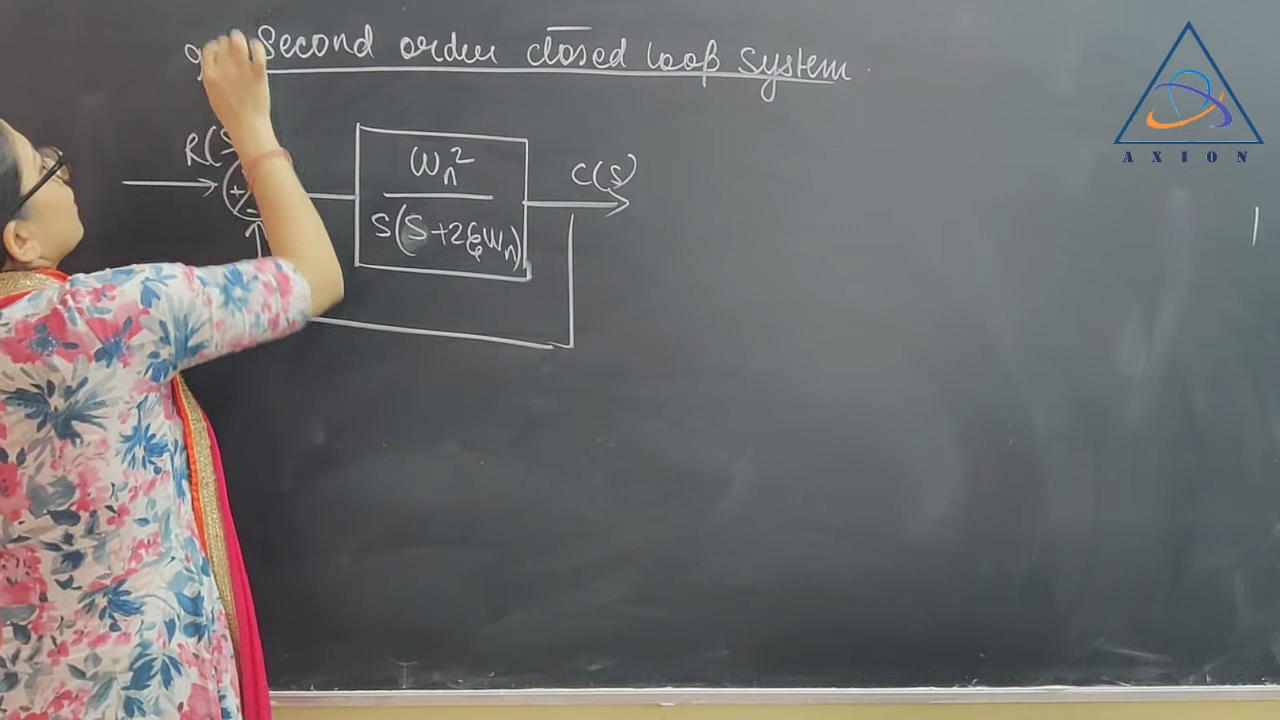 Second order closed loop system
R(S
C(S)
ωn²
S(S+2ξωn)
+
-
AXION